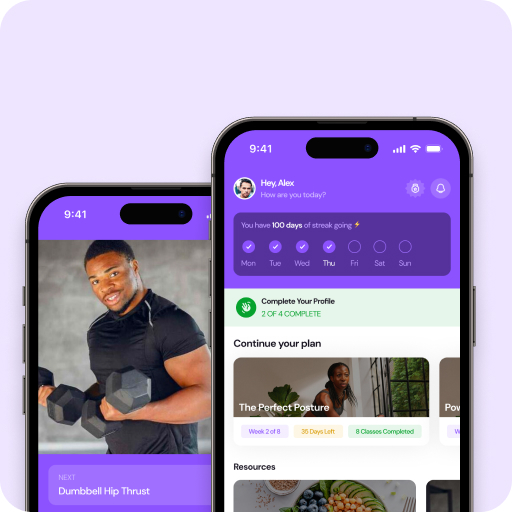 9:41
NEXT
Dumbbell Hip Thrust
9:41
Hey, Alex
How are you today?
You have 100 days of streak going ⚡
Mon Tue Wed Thu Fri Sat Sun
Complete Your Profile
2 OF 4 COMPLETE
Continue your plan
The Perfect Posture
Week 2 of 8
35 Days Left
8 Classes Completed
Pow
Resources